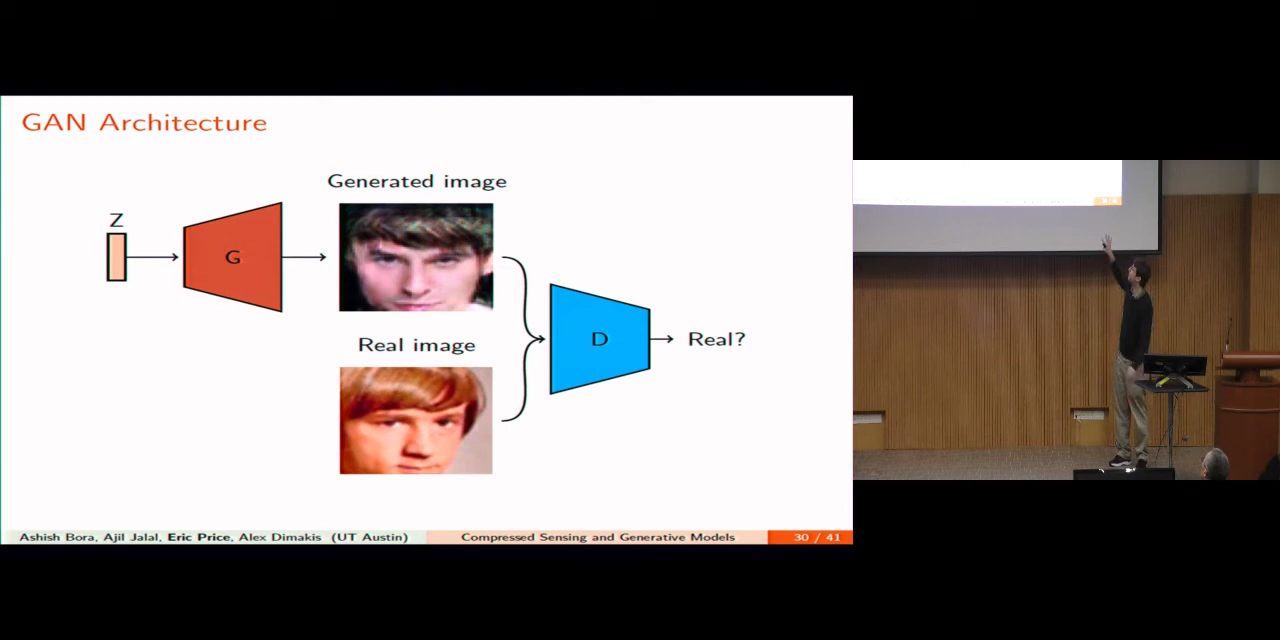 GAN Architecture
Generated image
Z
G
Real image
D
Real?
Ashish Bora, Ajil Jalal, Eric Price, Alex Dimakis (UT Austin)
Compressed Sensing and Generative Models
30 / 41